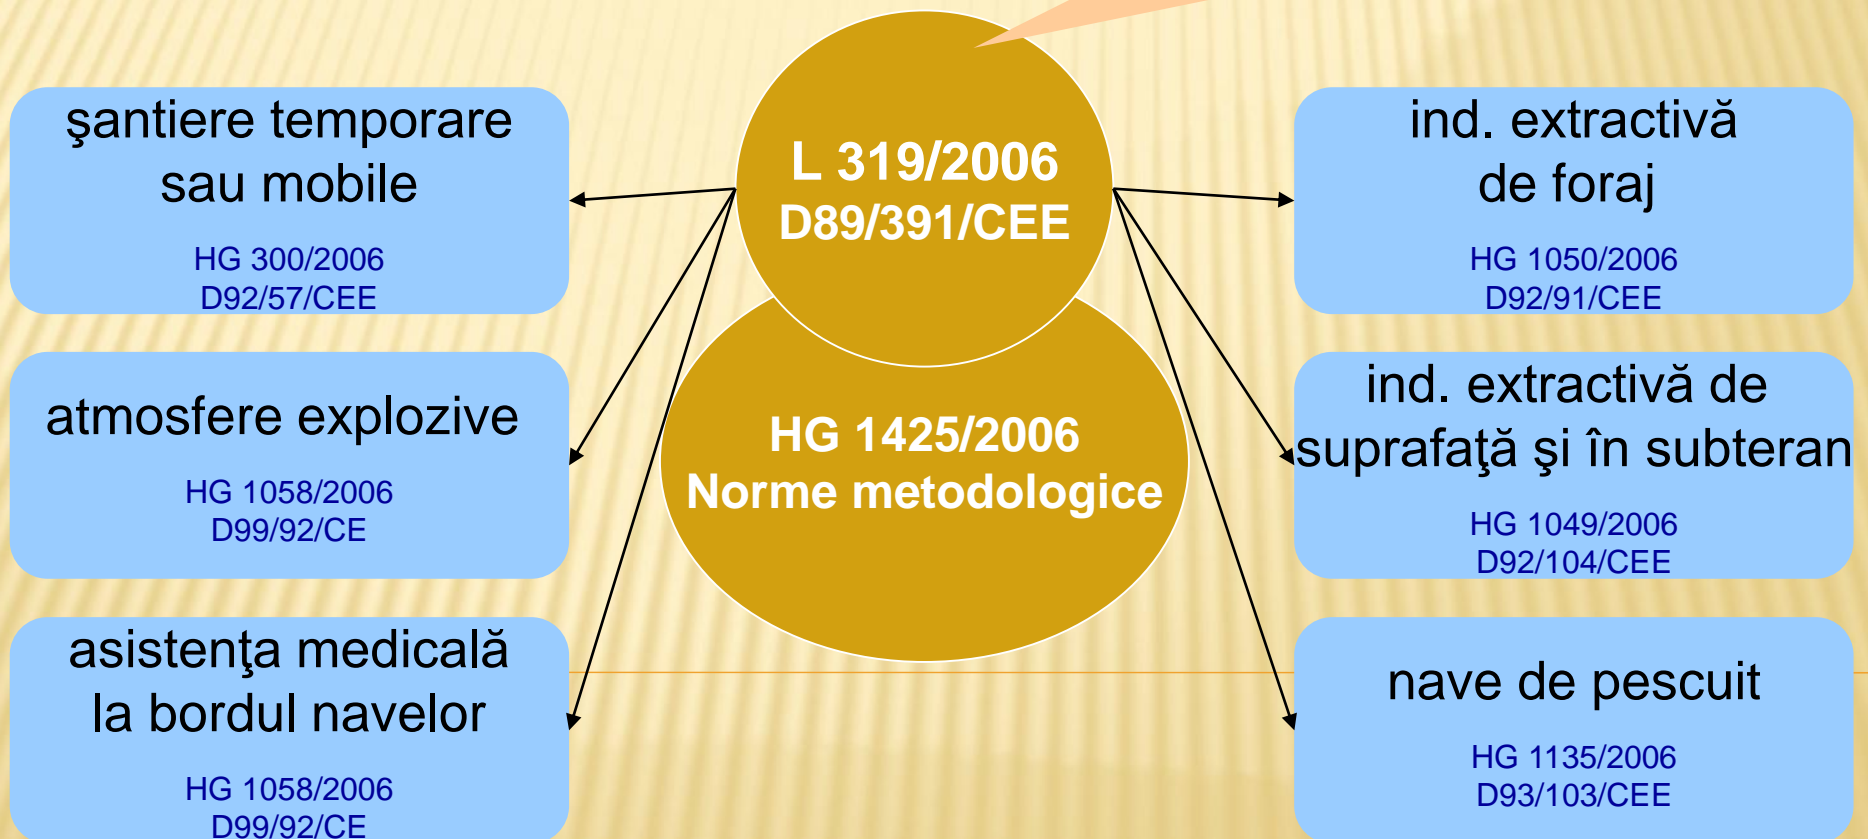 şantiere temporare
sau mobile
HG 300/2006
D92/57/CEE
atmosfere explozive
HG 1058/2006
D99/92/CE
asistenţa medicală
la bordul navelor
HG 1058/2006
D99/92/CE
L 319/2006
D89/391/CEE
HG 1425/2006
Norme metodologice
ind. extractivă
de foraj
HG 1050/2006
D92/91/CEE
ind. extractivă de
suprafaţă şi în subteran
HG 1049/2006
D92/104/CEE
nave de pescuit
HG 1135/2006
D93/103/CEE